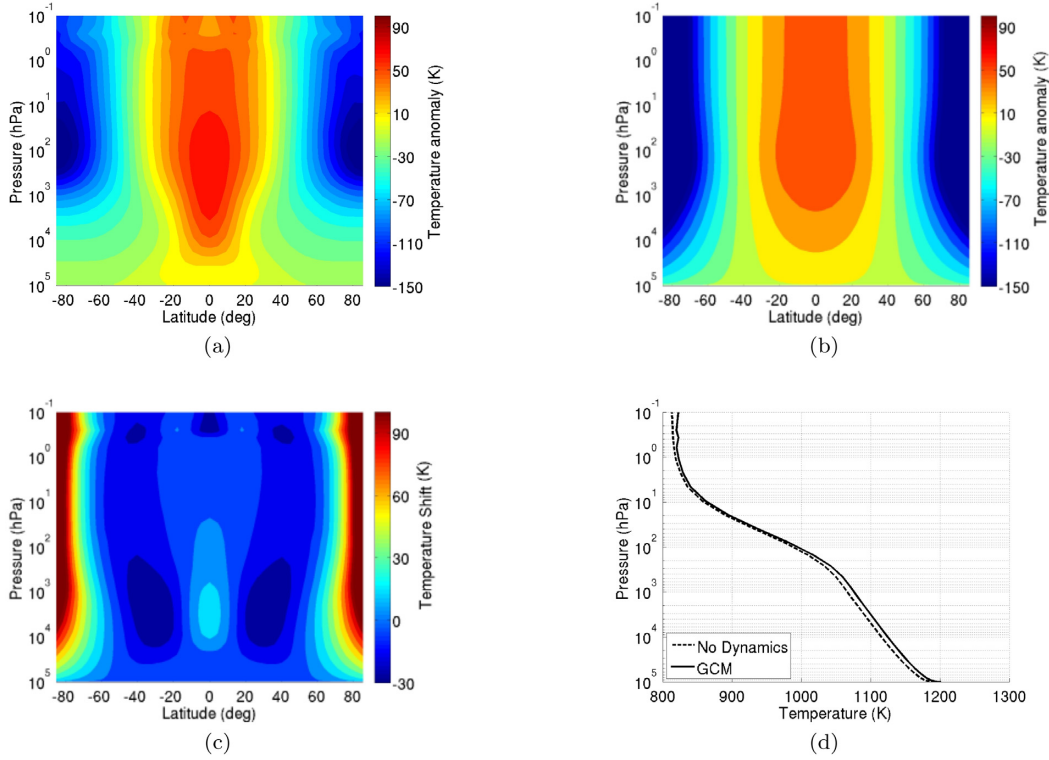 10^-1
10^0
10^1
10^2
10^3
10^4
10^5
Pressure (hPa)
-80 -60 -40 -20 0 20 40 60 80
Latitude (deg)
90
50
10
-30
-70
-110
-150
Temperature anomaly (K)
(a)
10^-1
10^0
10^1
10^2
10^3
10^4
10^5
Pressure (hPa)
-80 -60 -40 -20 0 20 40 60 80
Latitude (deg)
90
50
10
-30
-70
-110
-150
Temperature anomaly (K)
(b)
10^-1
10^0
10^1
10^2
10^3
10^4
10^5
Pressure (hPa)
-80 -60 -40 -20 0 20 40 60 80
Latitude (deg)
90
60
30
0
-30
Temperature Shift (K)
(c)
10^-1
10^0
10^1
10^2
10^3
10^4
10^5
Pressure (hPa)
No Dynamics
GCM
800 900 1000 1100 1200 1300
Temperature (K)
(d)